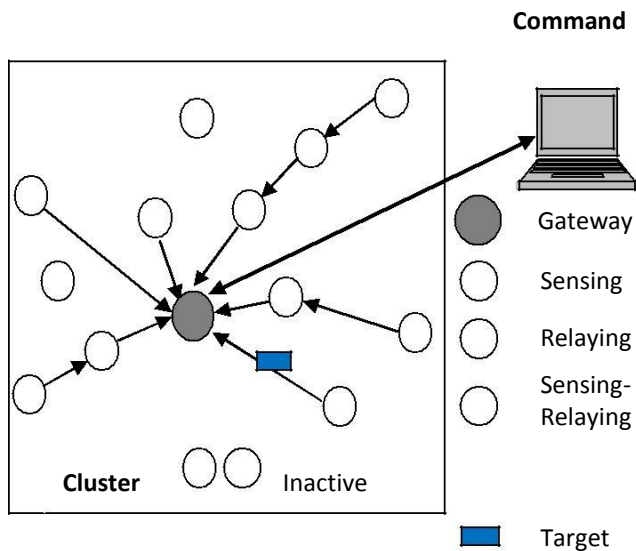 Command
Gateway
Sensing
Relaying
Sensing-
Relaying
Cluster
Inactive
Target